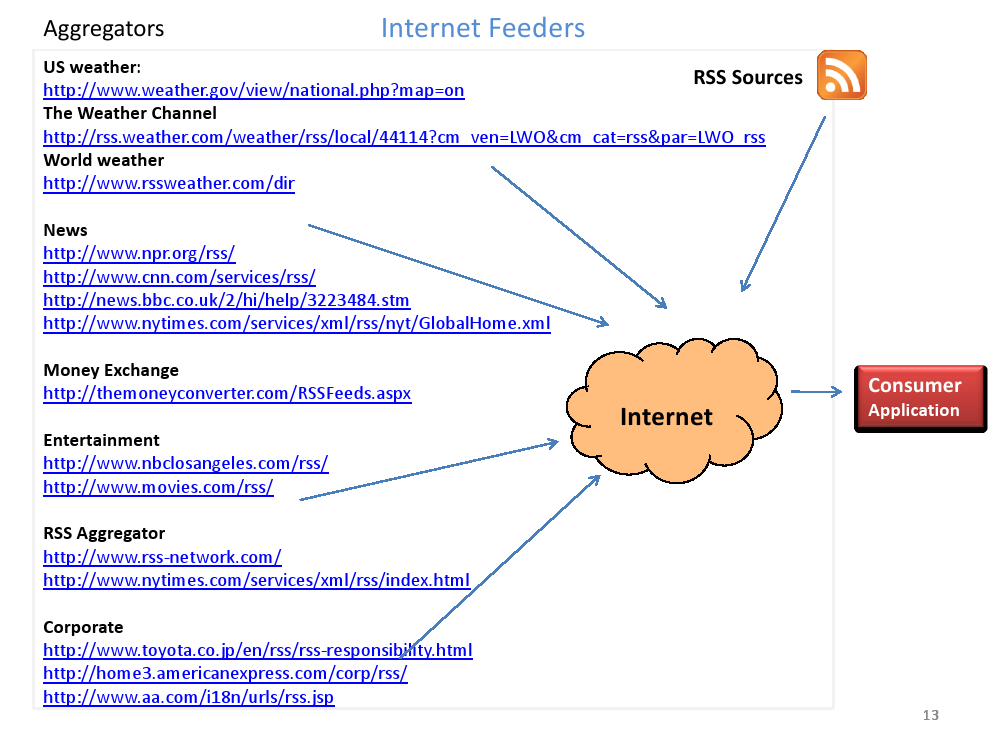 Aggregators
Internet Feeders
US weather:
http://www.weather.gov/view/national.php?map=on
RSS Sources
The Weather Channel
http://rss.weather.com/weather/rss/local/44114?cm_ven=LWO&cm_cat=rss&par=LWO_rss
World weather
http://www.rssweather.com/dir
News
http://www.npr.org/rss/
http://www.cnn.com/services/rss/
http://news.bbc.co.uk/2/hi/help/3223484.stm
http://www.nytimes.com/services/xml/rss/nyt/GlobalHome.xml
Money Exchange
http://themoneyconverter.com/RSSFeeds.aspx
Internet
Consumer
Application
Entertainment
http://www.nbclosangeles.com/rss/
http://www.movies.com/rss/
RSS Aggregator
http://www.rss-network.com/
http://www.nytimes.com/services/xml/rss/index.html
Corporate
http://www.toyota.co.jp/en/rss/rss-responsibility.html
http://home3.americanexpress.com/corp/rss/
http://www.aa.com/i18n/urls/rss.jsp
13